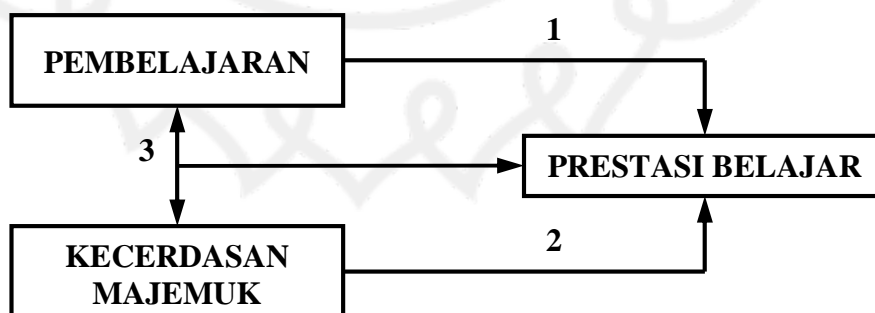 1
PEMBELAJARAN
3
PRESTASI BELAJAR
2
KECERDASAN
MAJEMUK